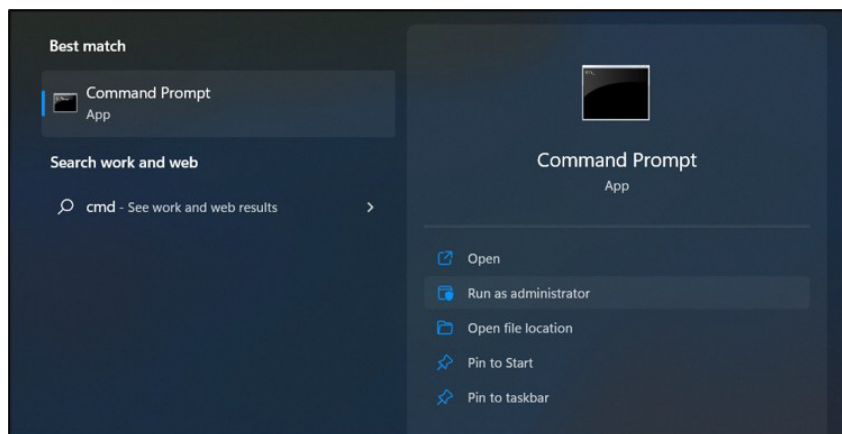 Best match
Command Prompt
App
Search work and web
cmd - See work and web results
Command Prompt
App
Open
Run as administrator
Open file location
Pin to Start
Pin to taskbar